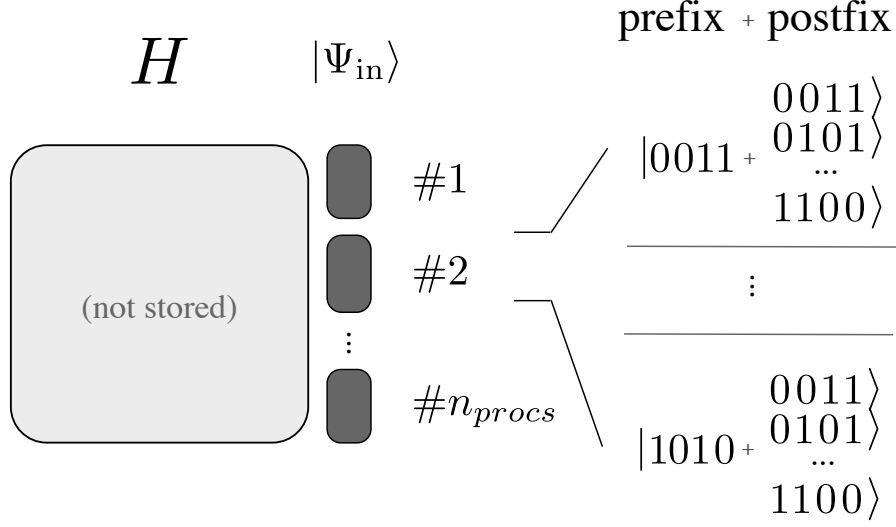 prefix + postfix
H |Ψin⟩
0011⟩
#1 |0011 + 0101⟩
...
1100⟩
#2
⋮
(not stored)
⋮
#nprocs
0011⟩
|1010 + 0101⟩
...
1100⟩